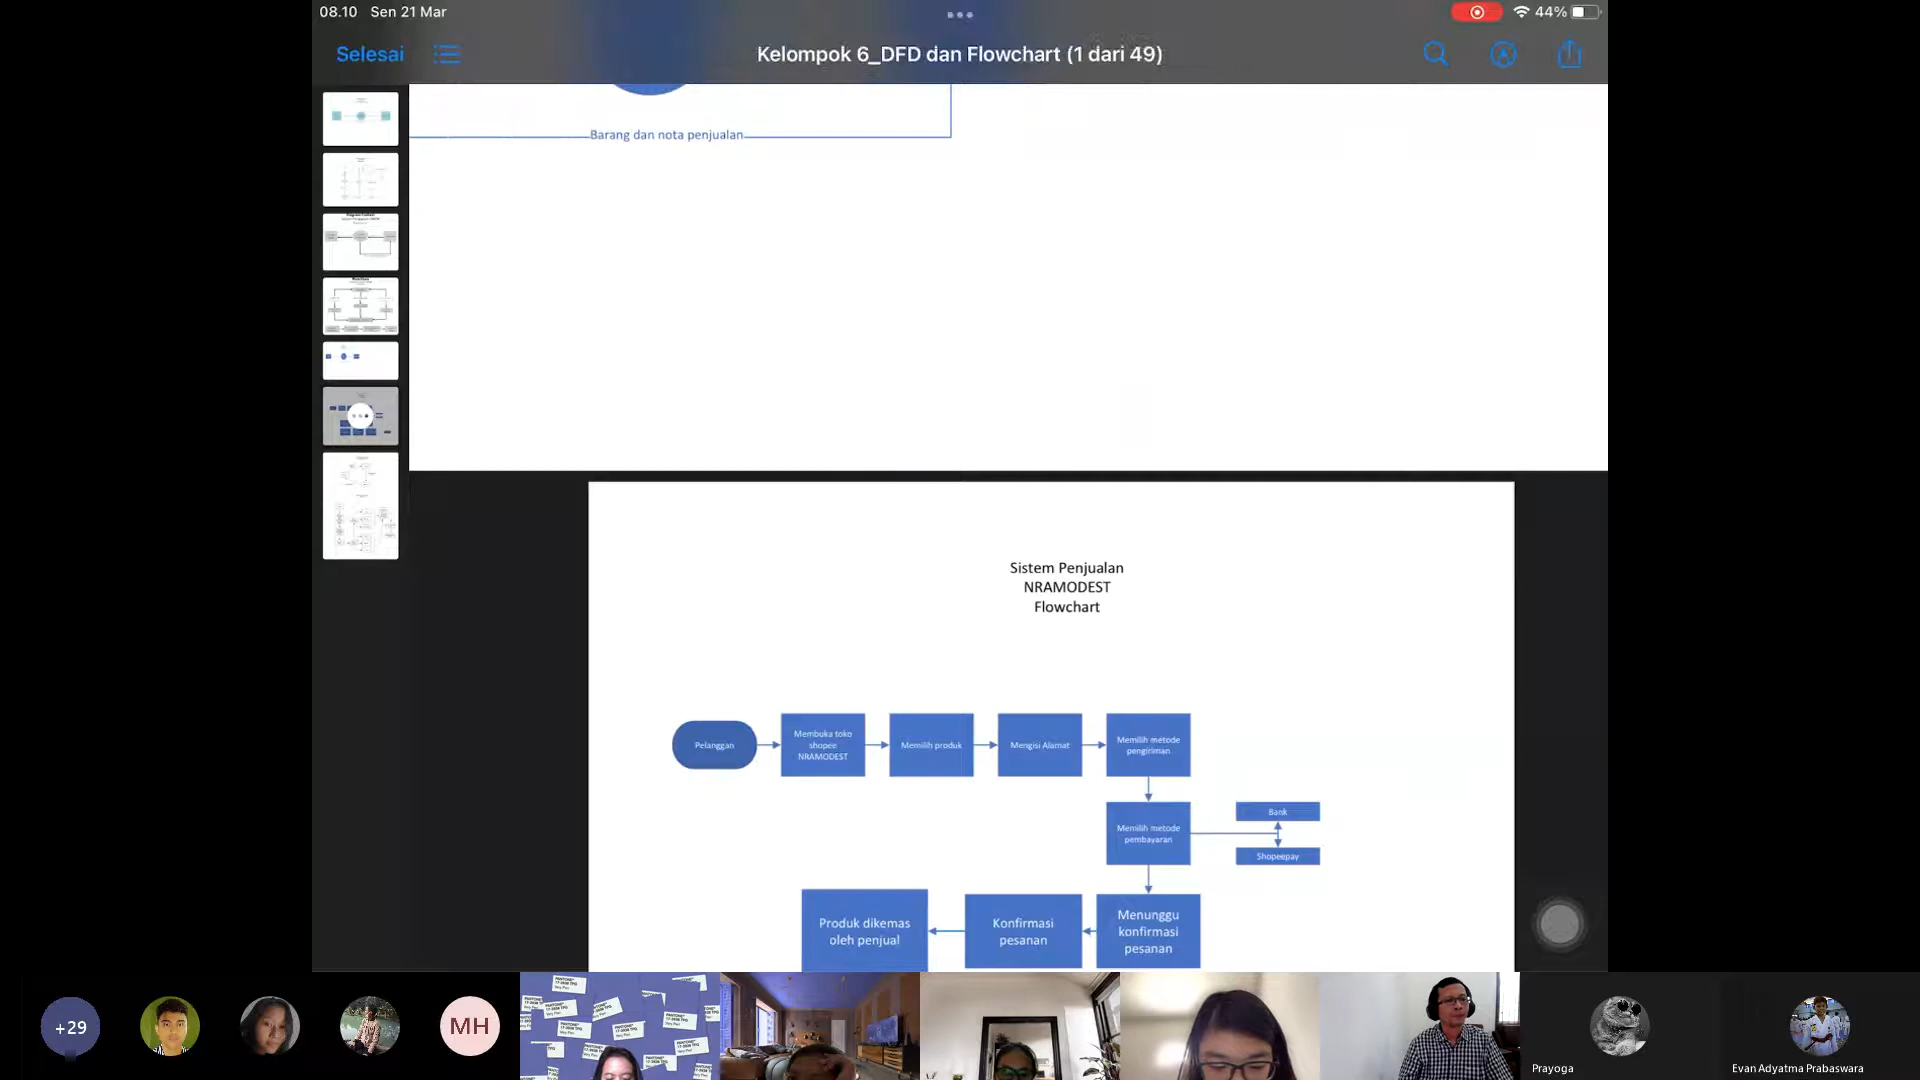 08.10 Sen 21 Mar
44%
Selesai
Kelompok 6_DFD dan Flowchart (1 dari 49)
Barang dan nota penjualan
Sistem Penjualan
NRAMODEST
Flowchart
Pelanggan
Membuka toko
shopee
NRAMODEST
Memilih produk
Mengisi Alamat
Memilih metode
pengiriman
Memilih metode
pembayaran
Bank
Shopeepay
Produk dikemas
oleh penjual
Konfirmasi
pesanan
Menunggu
konfirmasi
pesanan
+29
MH
Prayoga
Evan Adyatma Prabaswara